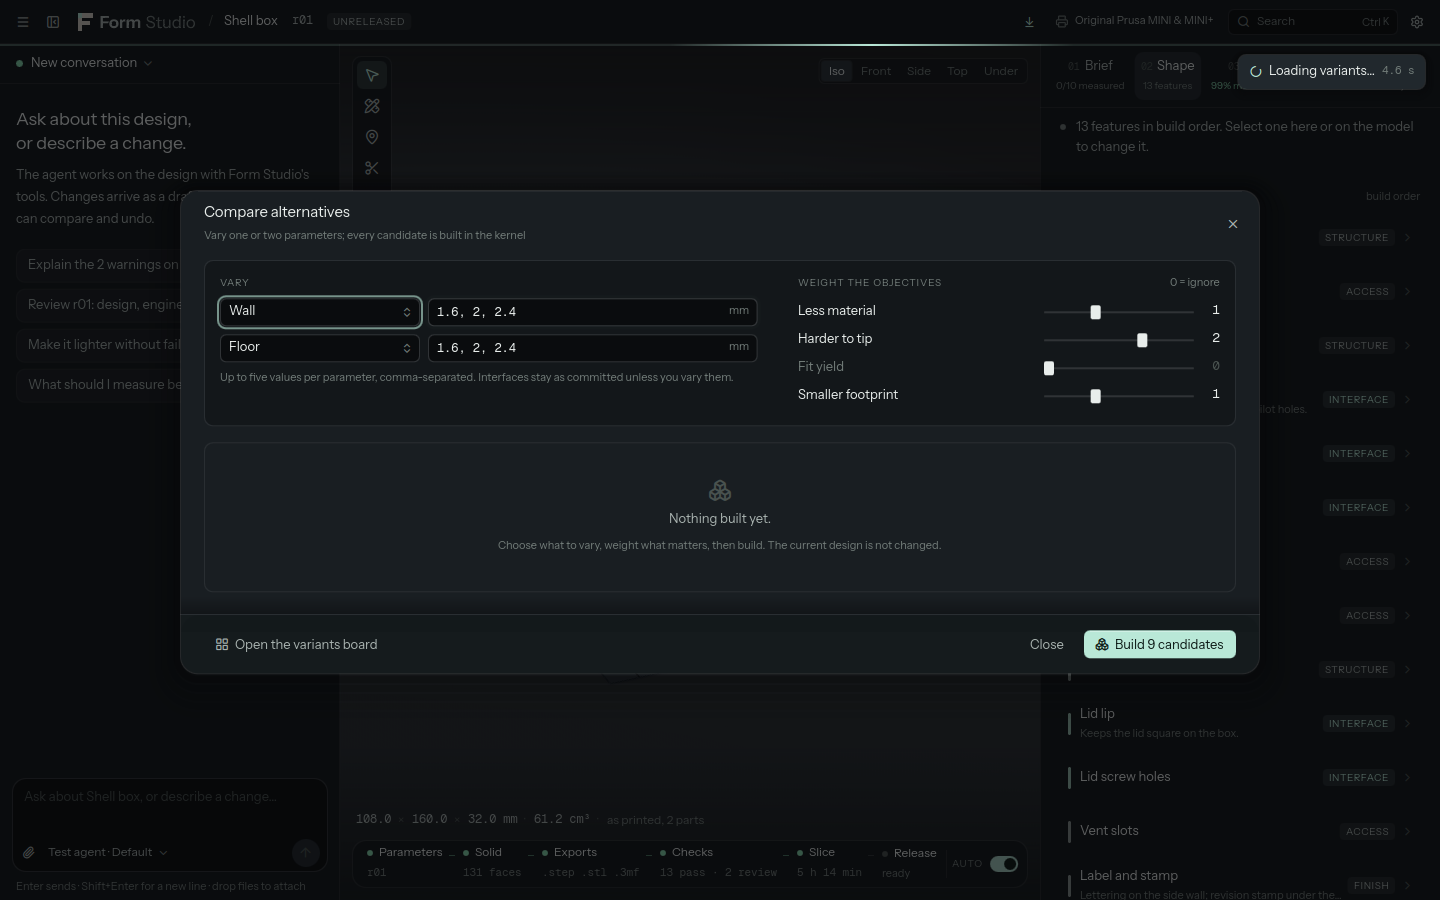 Form Studio / Shell box r01 UNRELEASED
Original Prusa MINI & MINI+
Search Ctrl K
New conversation
Iso Front Side Top Under
01 Brief
0/10 measured
02 Shape
13 features
Loading variants... 4.6 s
Ask about this design,
or describe a change.
The agent works on the design with Form Studio's
tools. Changes arrive as a
can compare and undo.
Explain the 2 warnings on
Review r01: design,
Make it lighter without
What should I measure
13 features in build order. Select one here or on the model
to change it.
build order
STRUCTURE
ACCESS
STRUCTURE
INTERFACE
holes.
INTERFACE
INTERFACE
ACCESS
ACCESS
STRUCTURE
Compare alternatives
Vary one or two parameters; every candidate is built in the kernel
VARY
Wall 1.6, 2, 2.4 mm
Floor 1.6, 2, 2.4 mm
Up to five values per parameter, comma-separated. Interfaces stay as committed unless you vary them.
WEIGHT THE OBJECTIVES 0 = ignore
Less material 1
Harder to tip 2
Fit yield 0
Smaller footprint 1
Nothing built yet.
Choose what to vary, weight what matters, then build. The current design is not changed.
Open the variants board
Close
Build 9 candidates
Lid lip
Keeps the lid square on the box.
INTERFACE
Lid screw holes
INTERFACE
Vent slots
ACCESS
Label and stamp
Lettering on the side wall; revision stamp under the...
FINISH
Ask about Shell box, or describe a change...
Test agent · Default
Enter sends · Shift+Enter for a new line · drop files to attach
108.0 × 160.0 × 32.0 mm · 61.2 cm³ · as printed, 2 parts
Parameters
r01
Solid
131 faces
Exports
.step .stl .3mf
Checks
13 pass · 2 review
Slice
5 h 14 min
Release
ready
AUTO